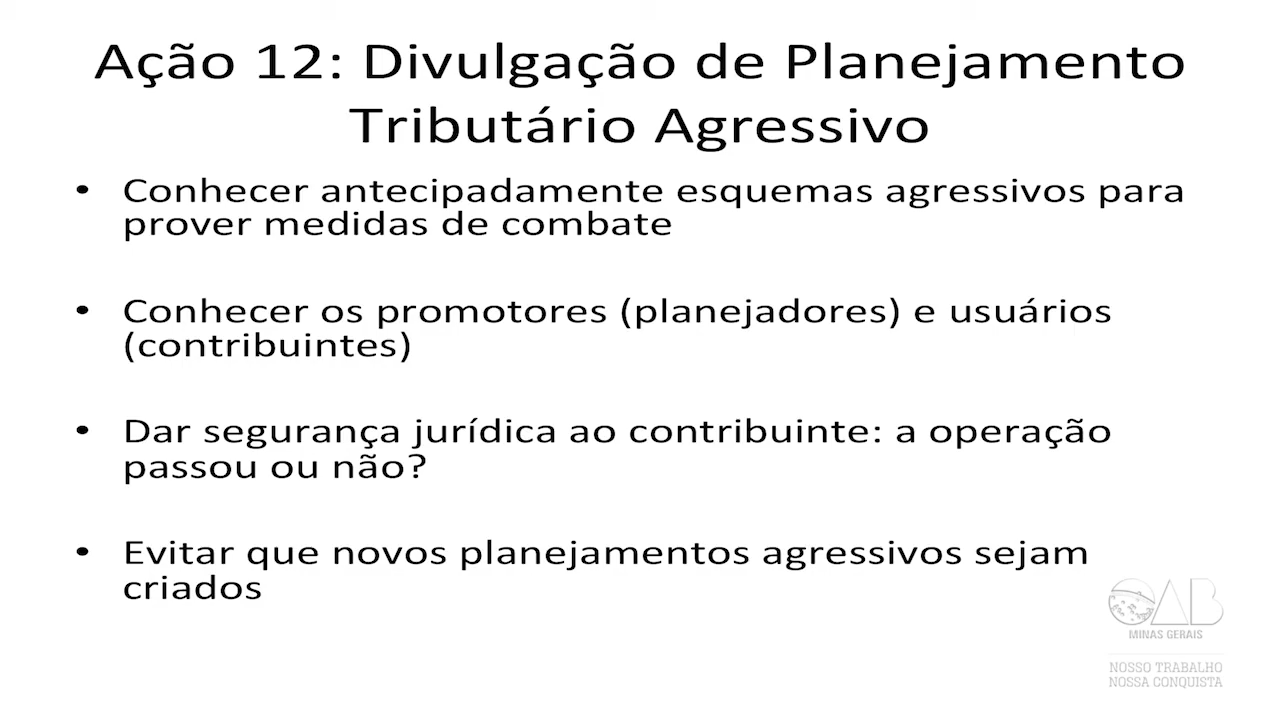 Ação 12: Divulgação de Planejamento
Tributário Agressivo
• Conhecer antecipadamente esquemas agressivos para
prover medidas de combate
• Conhecer os promotores (planejadores) e usuários
(contribuintes)
• Dar segurança jurídica ao contribuinte: a operação
passou ou não?
• Evitar que novos planejamentos agressivos sejam
criados
OAB
MINAS GERAIS
NOSSO TRABALHO
NOSSA CONQUISTA